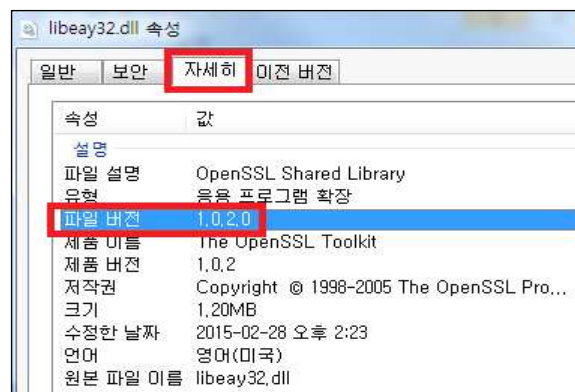 libeay32.dll 속성
일반 보안 자세히 이전 버전
속성 값
설명
파일 설명 OpenSSL Shared Library
유형 응용 프로그램 확장
파일 버전 1.0.2.0
제품 이름 The OpenSSL Toolkit
제품 버전 1.0.2
저작권 Copyright © 1998-2005 The OpenSSL Pro...
크기 1.20MB
수정한 날짜 2015-02-28 오후 2:23
언어 영어(미국)
원본 파일 이름 libeay32.dll